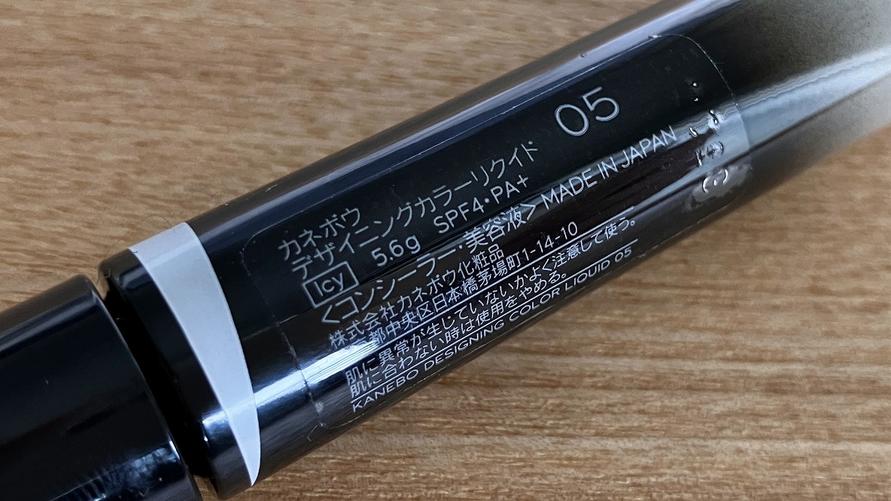 カネボウ
デザイニングカラーリクイド 05
Icy 5.6g SPF4・PA+
<コンシーラー・美容液> MADE IN JAPAN
株式会社カネボウ化粧品
都中央区日本橋茅場町1-14-10
肌に異常が生じていないかよく注意して使う。
肌に合わない時は使用をやめる。
KANEBO DESIGNING COLOR LIQUID 05